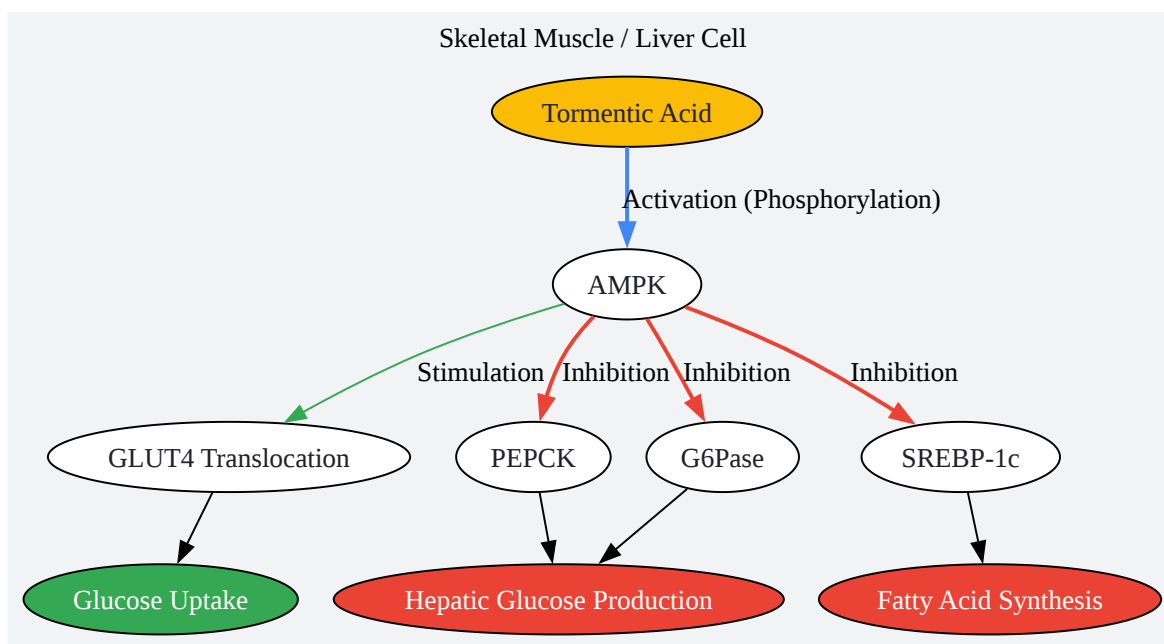 Skeletal Muscle / Liver Cell
Tormentic Acid
Activation (Phosphorylation)
AMPK
Stimulation
Inhibition
Inhibition
Inhibition
GLUT4 Translocation
PEPCK
G6Pase
SREBP-1c
Glucose Uptake
Hepatic Glucose Production
Fatty Acid Synthesis